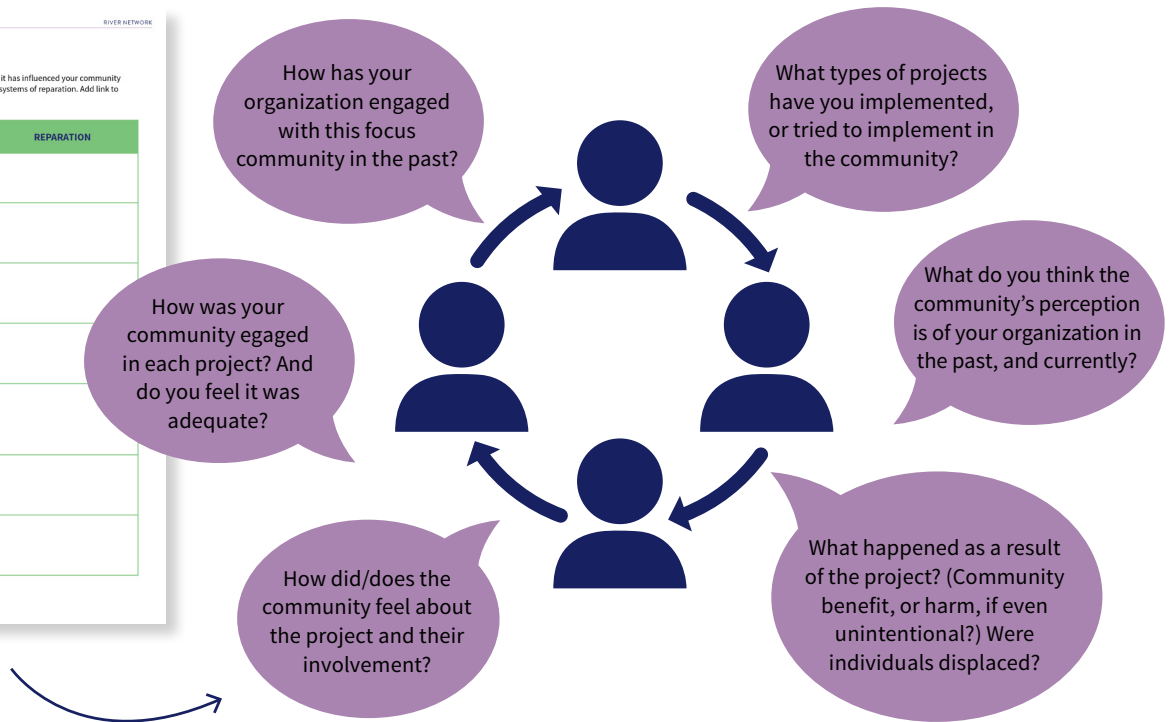 RIVER NETWORK
it has influenced your community
systems of reparation. Add link to
REPARATION
How has your
organization engaged
with this focus
community in the past?
What types of projects
have you implemented,
or tried to implement in
the community?
What do you think the
community’s perception
is of your organization in
the past, and currently?
What happened as a result
of the project? (Community
benefit, or harm, if even
unintentional?) Were
individuals displaced?
How did/does the
community feel about
the project and their
involvement?
How was your
community egaged
in each project? And
do you feel it was
adequate?